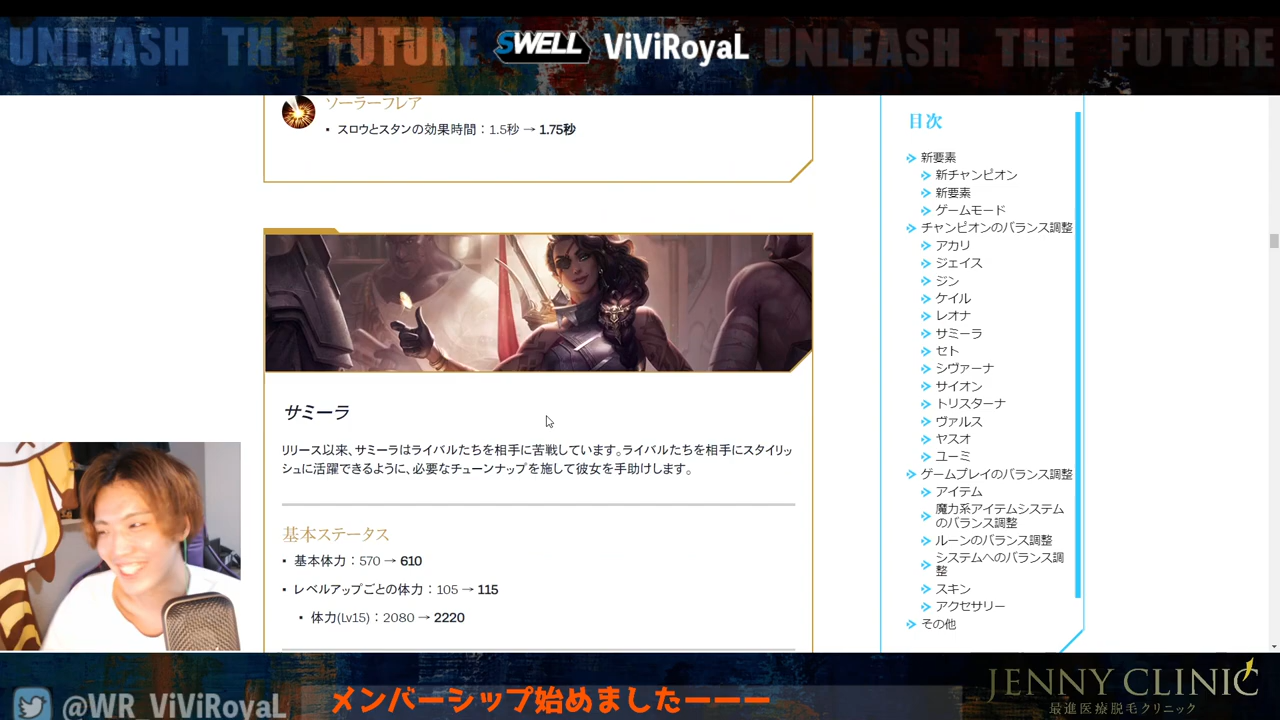 UNLEASH THE FUTURE SWELL ViViRoyaL UNLEASH THE FUTURE
ソーラーフレア
• スロウとスタンの効果時間：1.5秒 → 1.75秒
サミーラ
リリース以来、サミーラはライバルたちを相手に苦戦しています。ライバルたちを相手にスタイリッ
シュに活躍できるように、必要なチューンナップを施して彼女を手助けします。
基本ステータス
• 基本体力：570 → 610
• レベルアップごとの体力：105 → 115
• 体力(Lv15)：2080 → 2220
目次
新要素
新チャンピオン
新要素
ゲームモード
チャンピオンのバランス調整
アカリ
ジェイス
ジン
ケイル
レオナ
サミーラ
セト
シヴァーナ
サイオン
トリスターナ
ヴァルス
ヤスオ
ユーミ
ゲームプレイのバランス調整
アイテム
魔力系アイテムシステム
のバランス調整
ルーンのバランス調整
システムへのバランス調
整
スキン
アクセサリー
その他
@WR_ViViRoyaL
メンバーシップ始めましたーーー
JENNY CLINIC
最進医療脱毛クリニック